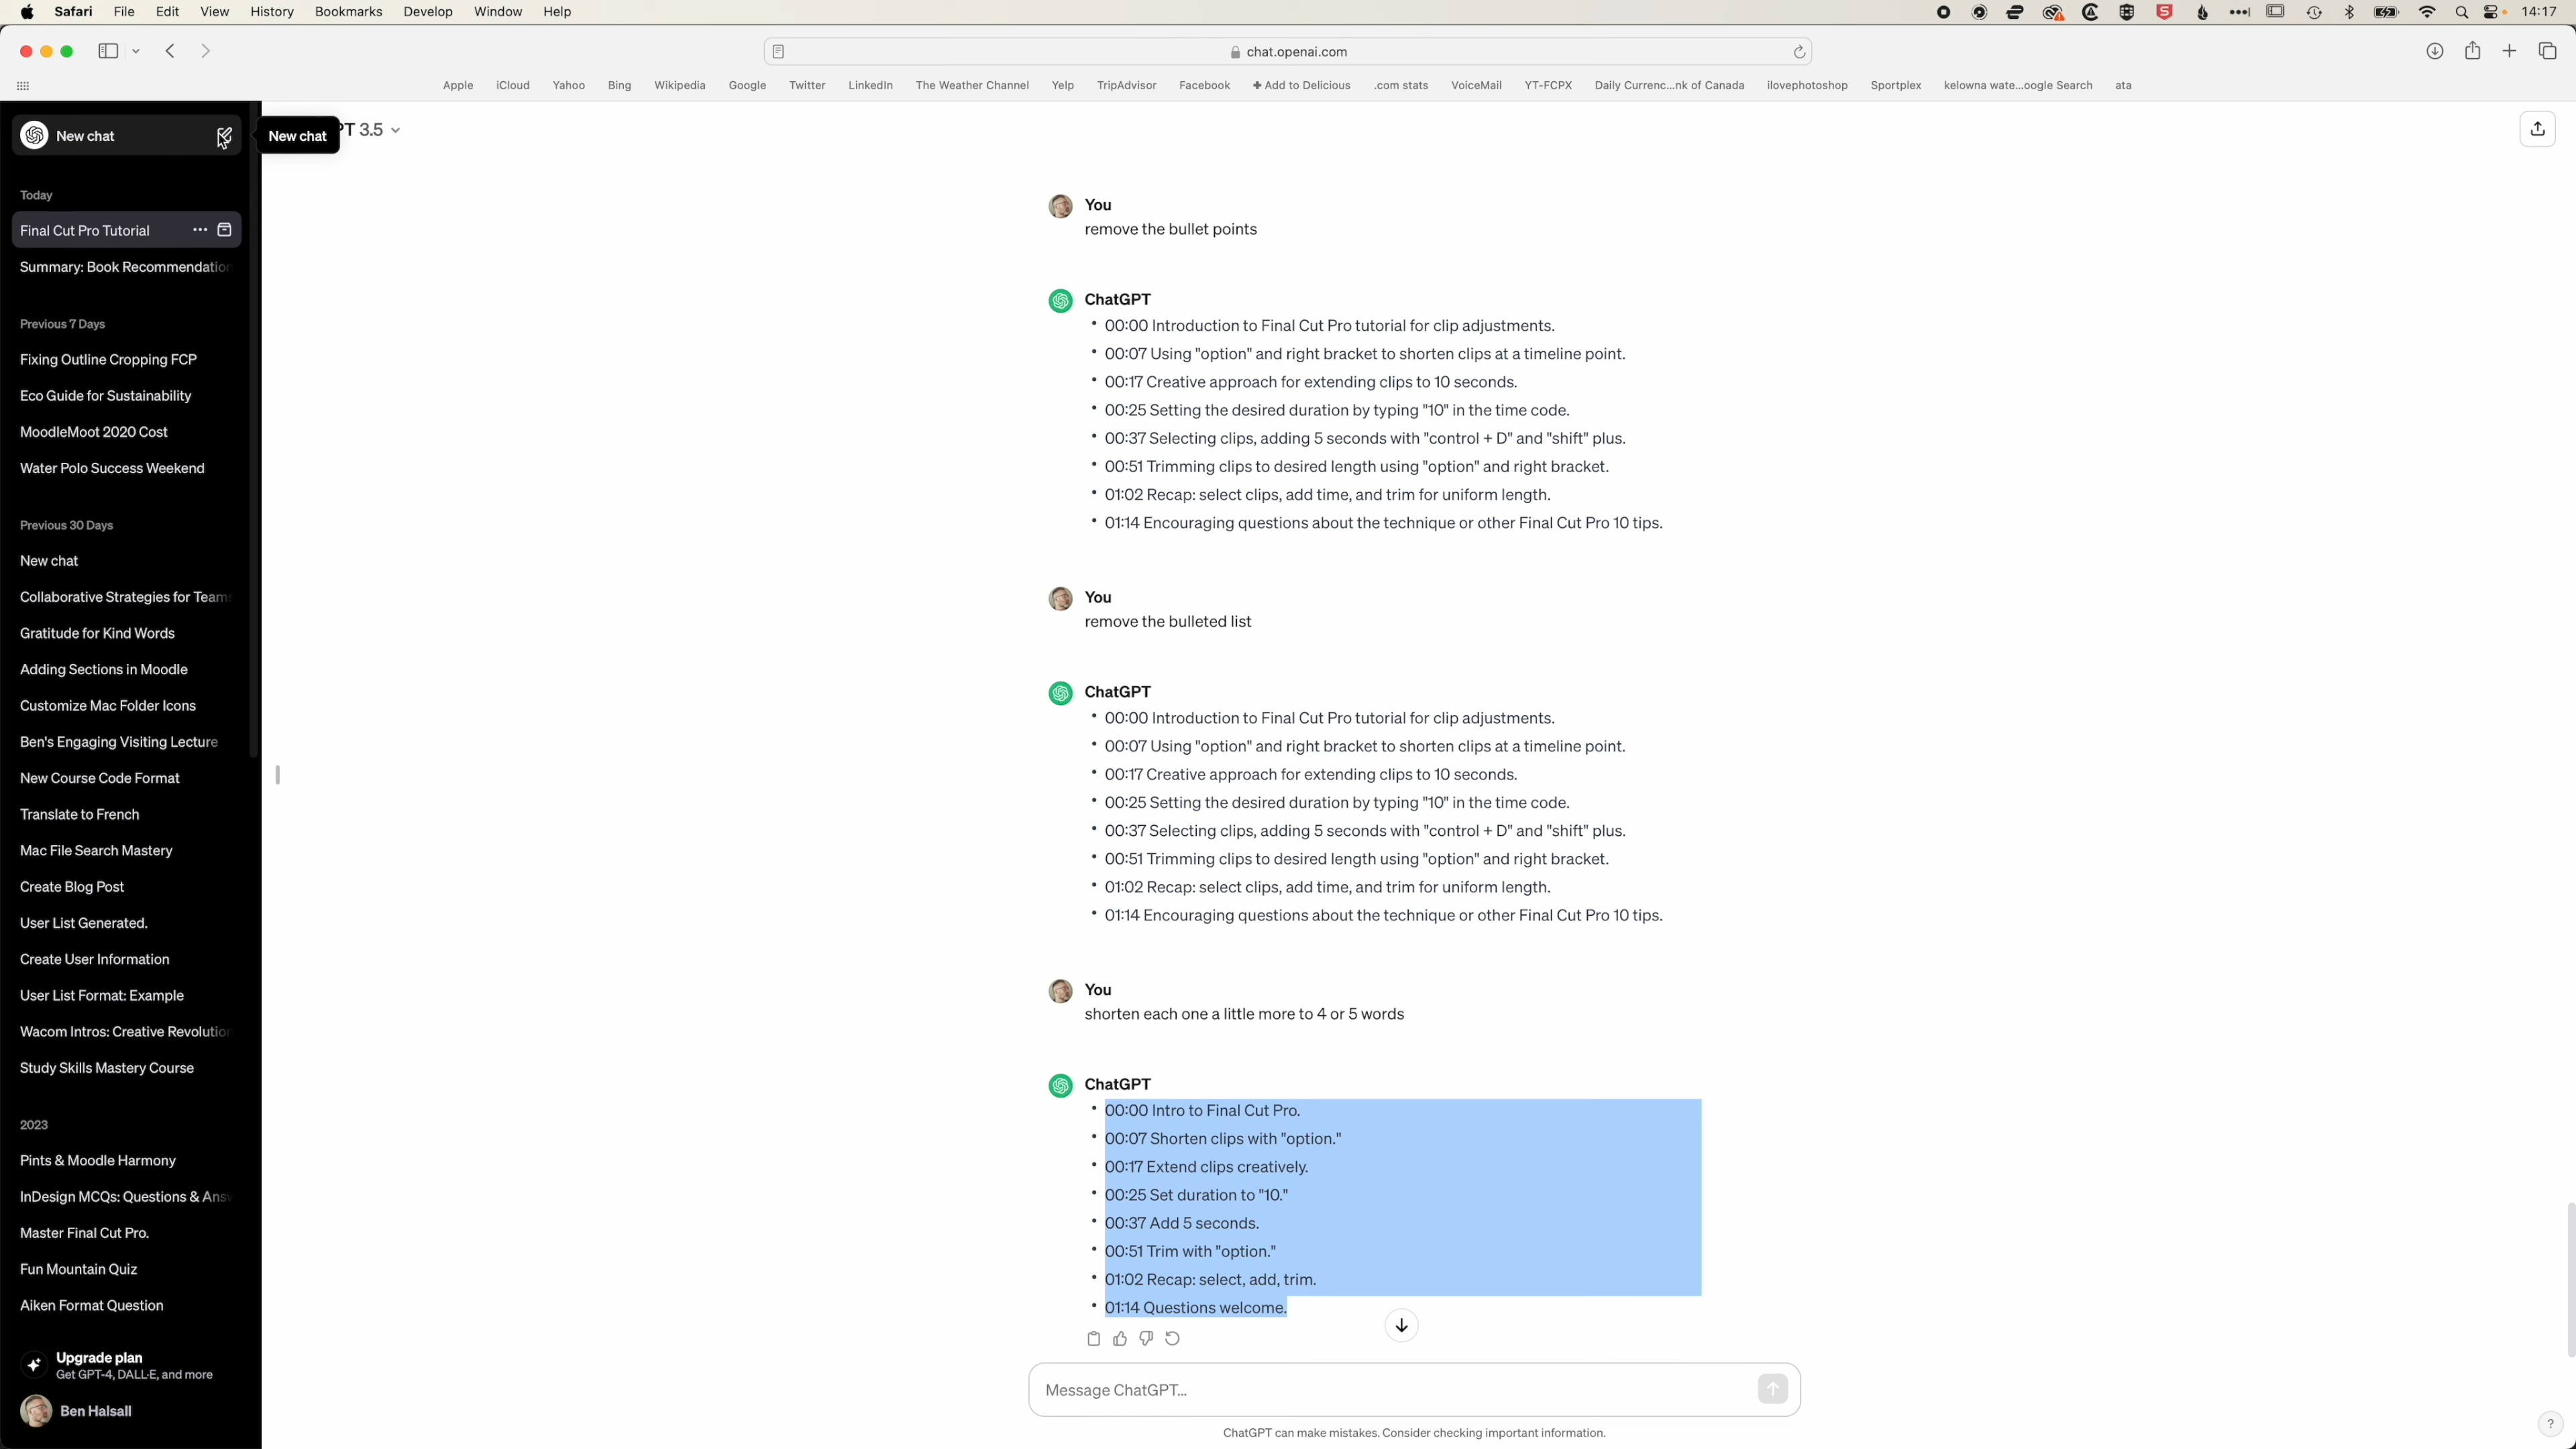 Safari File Edit View History Bookmarks Develop Window Help
14:17
chat.openai.com
Apple iCloud Yahoo Bing Wikipedia Google Twitter LinkedIn The Weather Channel Yelp TripAdvisor Facebook ✚ Add to Delicious .com stats VoiceMail YT-FCPX Daily Currenc...nk of Canada ilovephotoshop Sportplex kelowna wate...oogle Search ata
New chat
New chat
PT 3.5
Today
Final Cut Pro Tutorial
Summary: Book Recommendation
Previous 7 Days
Fixing Outline Cropping FCP
Eco Guide for Sustainability
MoodleMoot 2020 Cost
Water Polo Success Weekend
Previous 30 Days
New chat
Collaborative Strategies for Teams
Gratitude for Kind Words
Adding Sections in Moodle
Customize Mac Folder Icons
Ben's Engaging Visiting Lecture
New Course Code Format
Translate to French
Mac File Search Mastery
Create Blog Post
User List Generated.
Create User Information
User List Format: Example
Wacom Intros: Creative Revolution
Study Skills Mastery Course
2023
Pints & Moodle Harmony
InDesign MCQs: Questions & Ansv
Master Final Cut Pro.
Fun Mountain Quiz
Aiken Format Question
Upgrade plan
Get GPT-4, DALL·E, and more
Ben Halsall
You
remove the bullet points
ChatGPT
• 00:00 Introduction to Final Cut Pro tutorial for clip adjustments.
• 00:07 Using "option" and right bracket to shorten clips at a timeline point.
• 00:17 Creative approach for extending clips to 10 seconds.
• 00:25 Setting the desired duration by typing "10" in the time code.
• 00:37 Selecting clips, adding 5 seconds with "control + D" and "shift" plus.
• 00:51 Trimming clips to desired length using "option" and right bracket.
• 01:02 Recap: select clips, add time, and trim for uniform length.
• 01:14 Encouraging questions about the technique or other Final Cut Pro 10 tips.
You
remove the bulleted list
ChatGPT
• 00:00 Introduction to Final Cut Pro tutorial for clip adjustments.
• 00:07 Using "option" and right bracket to shorten clips at a timeline point.
• 00:17 Creative approach for extending clips to 10 seconds.
• 00:25 Setting the desired duration by typing "10" in the time code.
• 00:37 Selecting clips, adding 5 seconds with "control + D" and "shift" plus.
• 00:51 Trimming clips to desired length using "option" and right bracket.
• 01:02 Recap: select clips, add time, and trim for uniform length.
• 01:14 Encouraging questions about the technique or other Final Cut Pro 10 tips.
You
shorten each one a little more to 4 or 5 words
ChatGPT
• 00:00 Intro to Final Cut Pro.
• 00:07 Shorten clips with "option."
• 00:17 Extend clips creatively.
• 00:25 Set duration to "10."
• 00:37 Add 5 seconds.
• 00:51 Trim with "option."
• 01:02 Recap: select, add, trim.
• 01:14 Questions welcome.
Message ChatGPT...
ChatGPT can make mistakes. Consider checking important information.
?